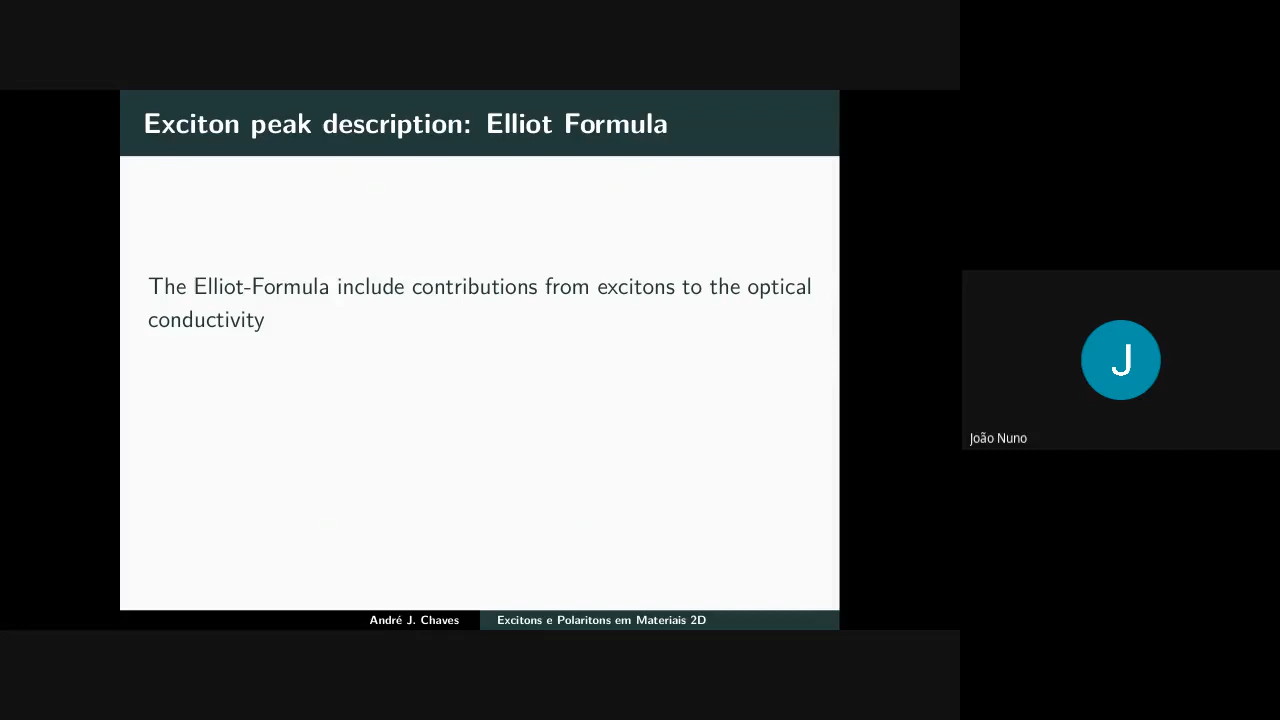 Exciton peak description: Elliot Formula
The Elliot-Formula include contributions from excitons to the optical
conductivity
J
João Nuno
André J. Chaves
Excitons e Polaritons em Materiais 2D